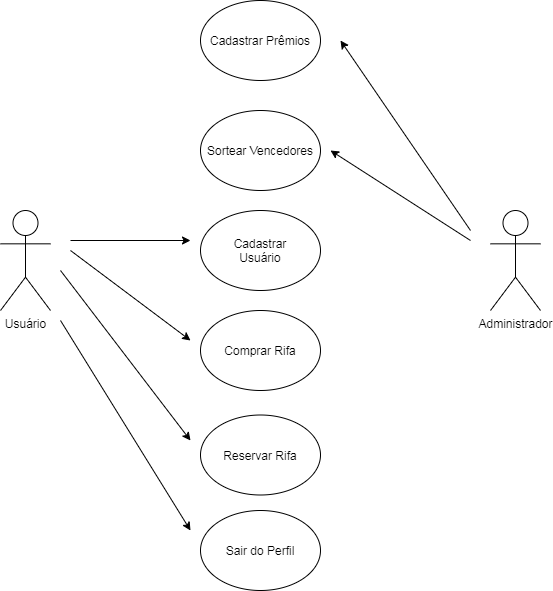 Cadastrar Prêmios
Sortear Vencedores
Cadastrar
Usuário
Usuário
Administrador
Comprar Rifa
Reservar Rifa
Sair do Perfil